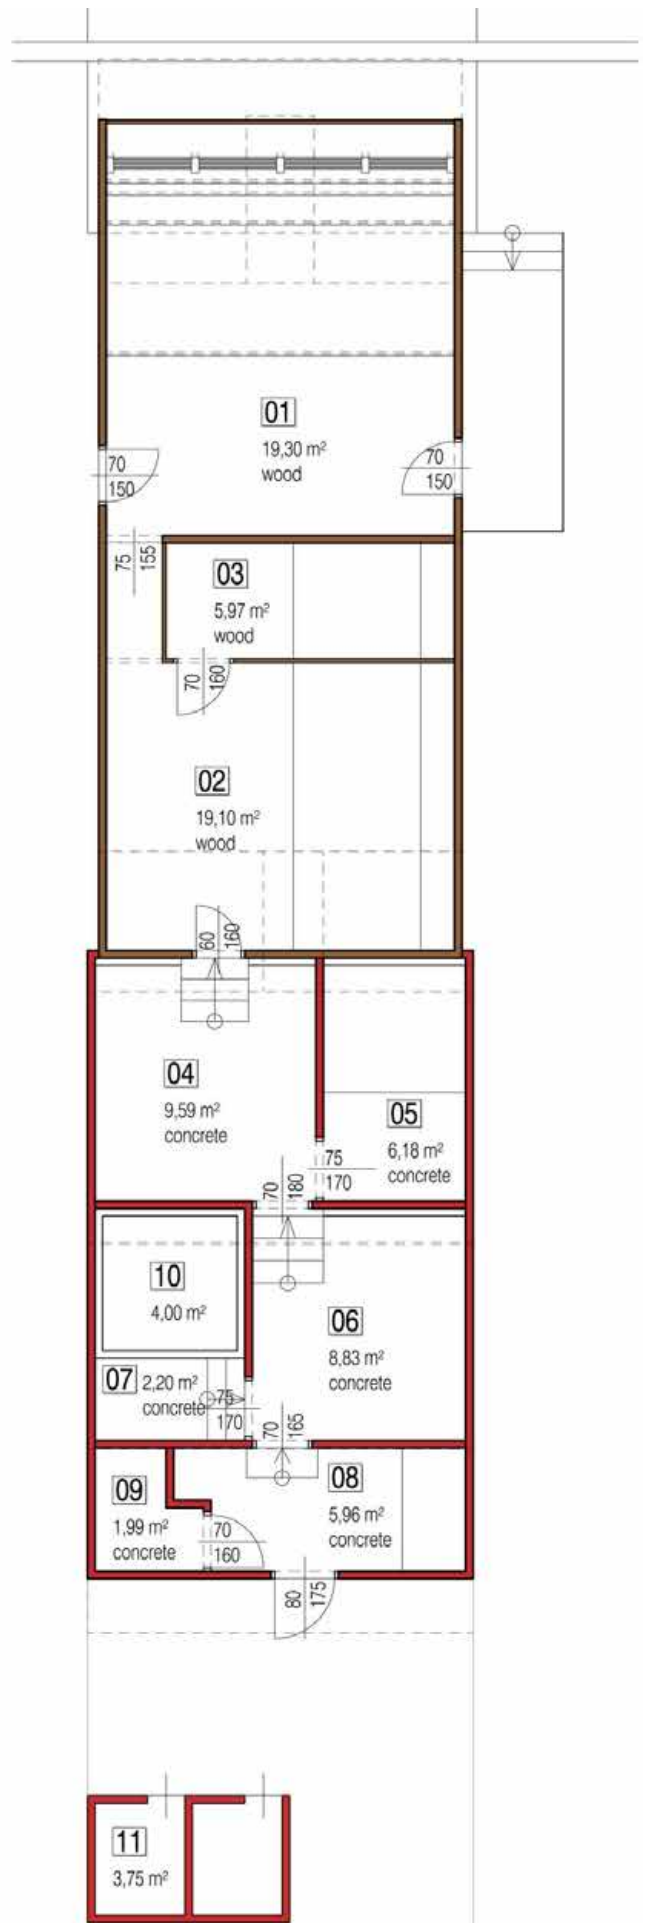 01
19,30 m²
wood
70
150
70
150
75
155
03
5,97 m²
wood
70
160
02
19,10 m²
wood
60
160
04
9,59 m²
concrete
05
6,18 m²
concrete
75
170
70
180
10
4,00 m²
06
8,83 m²
concrete
07 2,20 m²
concrete
75
170
70
165
08
5,96 m²
concrete
09
1,99 m²
concrete
70
160
80
175
11
3,75 m²